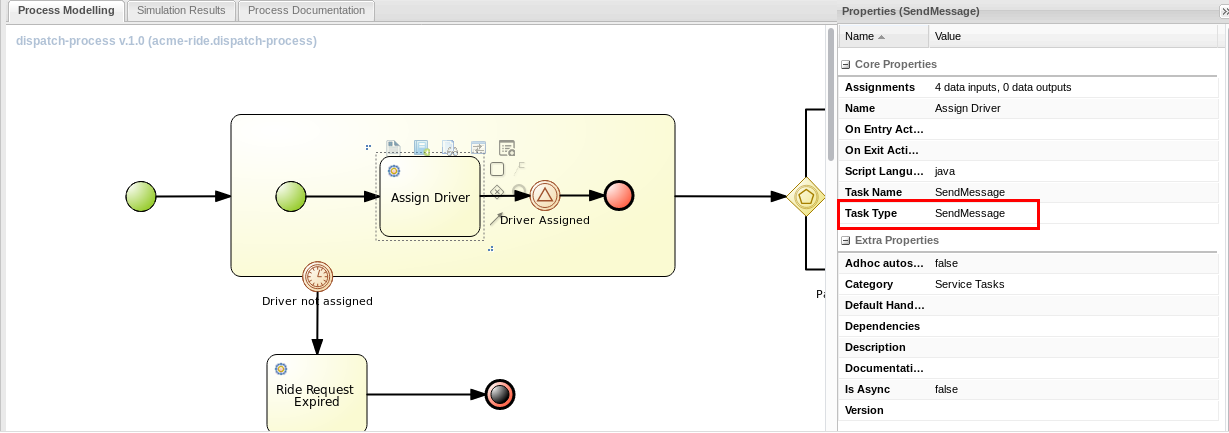 Process Modelling
Simulation Results
Process Documentation
dispatch-process v.1.0 (acme-ride.dispatch-process)
Assign Driver
Driver Assigned
Driver not assigned
Ride Request
Expired
Pa
Properties (SendMessage)
Name Value
Core Properties
Assignments 4 data inputs, 0 data outputs
Name Assign Driver
On Entry Act...
On Exit Acti...
Script Langu... java
Task Name SendMessage
Task Type SendMessage
Extra Properties
Adhoc autos... false
Category Service Tasks
Default Hand...
Dependencies
Description
Documentati...
Is Async false
Version